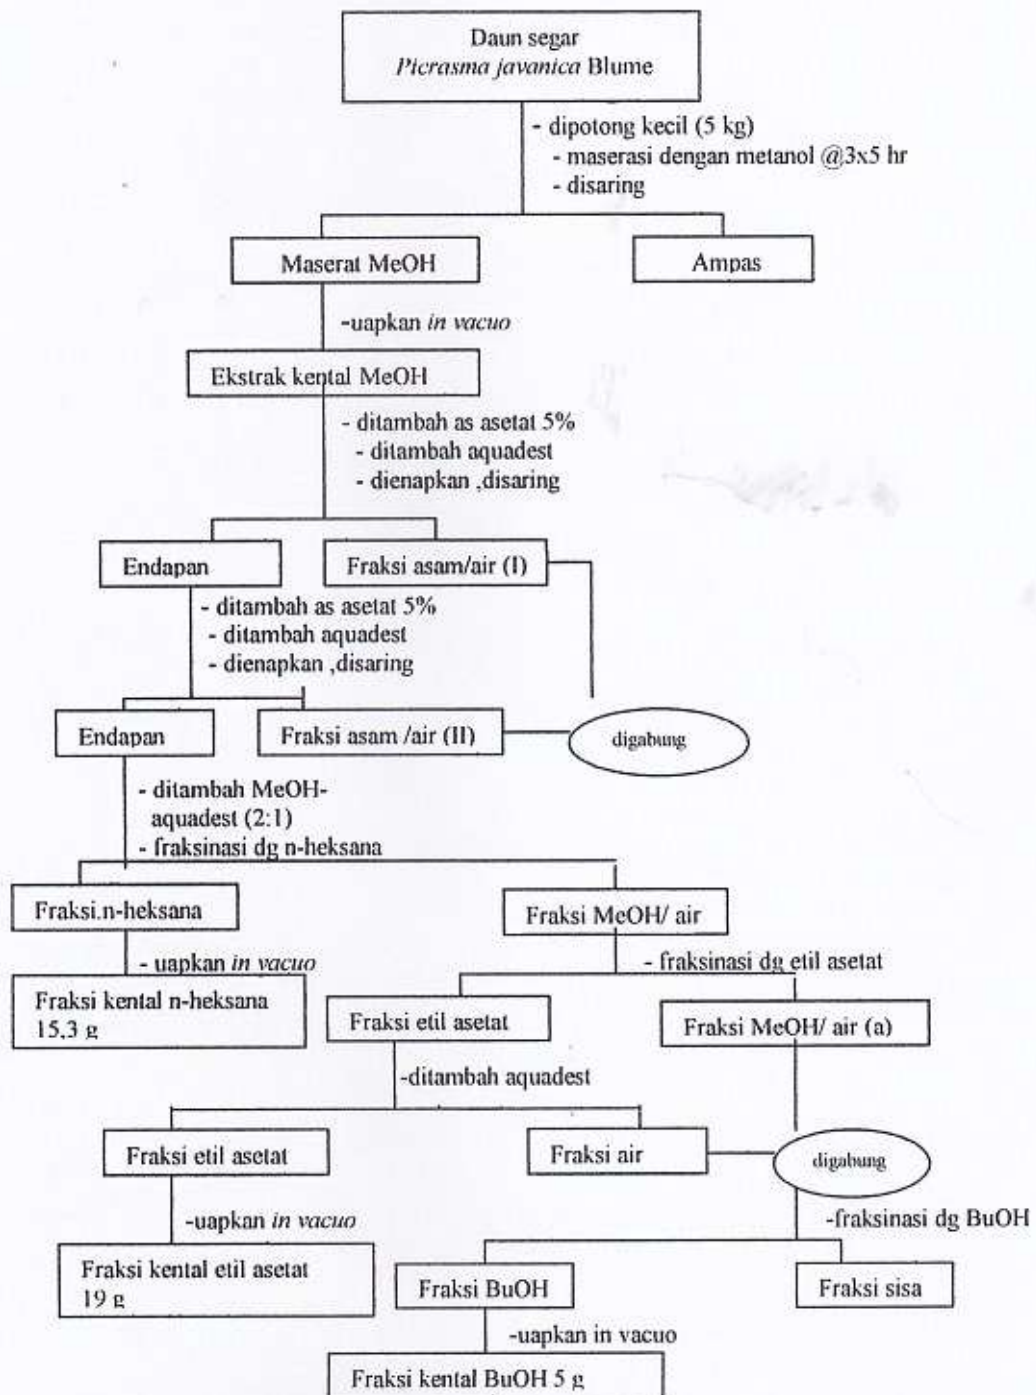 Daun segar
Picrasma javanica Blume
- dipotong kecil (5 kg)
- maserasi dengan metanol @3x5 hr
- disaring
Maserat MeOH
Ampas
-uapkan in vacuo
Ekstrak kental MeOH
- ditambah as asetat 5%
- ditambah aquadest
- dienapkan ,disaring
Endapan
Fraksi asam/air (I)
- ditambah as asetat 5%
- ditambah aquadest
- dienapkan ,disaring
Endapan
Fraksi asam /air (II)
digabung
- ditambah MeOH-
aquadest (2:1)
- fraksinasi dg n-heksana
Fraksi.n-heksana
Fraksi MeOH/ air
- uapkan in vacuo
- fraksinasi dg etil asetat
Fraksi kental n-heksana
15,3 g
Fraksi etil asetat
Fraksi MeOH/ air (a)
-ditambah aquadest
Fraksi etil asetat
Fraksi air
digabung
-uapkan in vacuo
-fraksinasi dg BuOH
Fraksi kental etil asetat
19 g
Fraksi BuOH
Fraksi sisa
-uapkan in vacuo
Fraksi kental BuOH 5 g